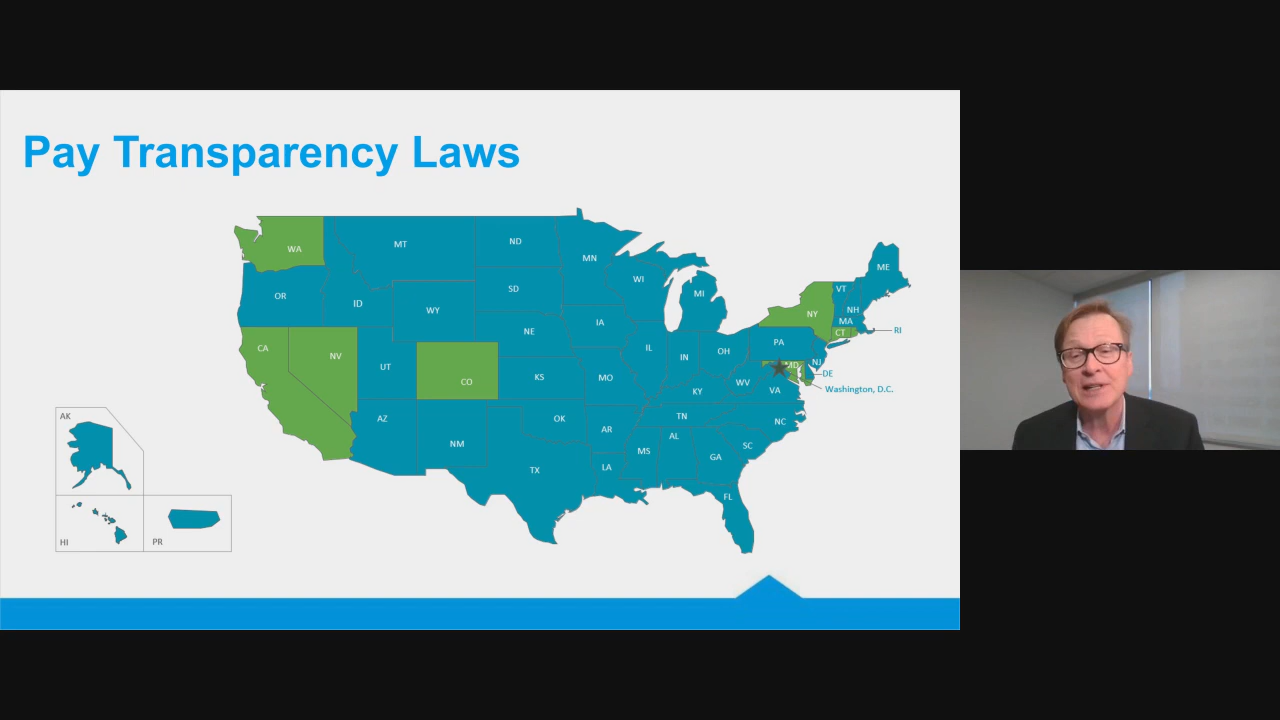 Pay Transparency Laws
WA
MT
ND
MN
ME
OR
ID
SD
WI
MI
VT
WY
NH
NY
MA
RI
CT
NE
IA
CA
NV
PA
IL
IN
OH
NJ
MD
DE
UT
CO
KS
MO
WV
VA
Washington, D.C.
KY
AK
AZ
NM
OK
AR
TN
NC
SC
AL
MS
GA
TX
LA
FL
HI
PR